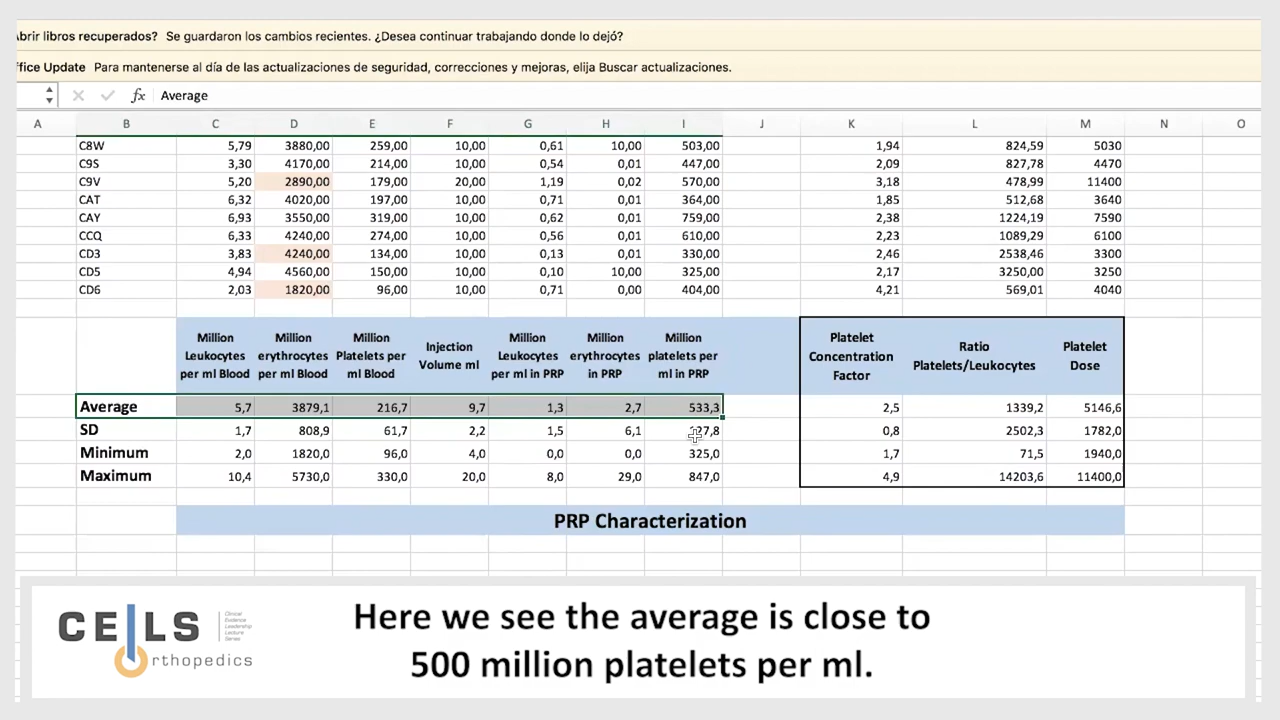 Abrir libros recuperados? Se guardaron los cambios recientes. ¿Desea continuar trabajando donde lo dejó?
ffice Update Para mantenerse al día de las actualizaciones de seguridad, correcciones y mejoras, elija Buscar actualizaciones.
fx Average
A B C D E F G H I J K L M N O
C8W 5,79 3880,00 259,00 10,00 0,61 10,00 503,00 1,94 824,59 5030
C9S 3,30 4170,00 214,00 10,00 0,54 0,01 447,00 2,09 827,78 4470
C9V 5,20 2890,00 179,00 20,00 1,19 0,02 570,00 3,18 478,99 11400
CAT 6,32 4020,00 197,00 10,00 0,71 0,01 364,00 1,85 512,68 3640
CAY 6,93 3550,00 319,00 10,00 0,62 0,01 759,00 2,38 1224,19 7590
CCQ 6,33 4240,00 274,00 10,00 0,56 0,01 610,00 2,23 1089,29 6100
CD3 3,83 4240,00 134,00 10,00 0,13 0,01 330,00 2,46 2538,46 3300
CD5 4,94 4560,00 150,00 10,00 0,10 10,00 325,00 2,17 3250,00 3250
CD6 2,03 1820,00 96,00 10,00 0,71 0,00 404,00 4,21 569,01 4040
Million Leukocytes per ml Blood
Million erythrocytes per ml Blood
Million Platelets per ml Blood
Injection Volume ml
Million Leukocytes per ml in PRP
Million erythrocytes in PRP
Million platelets per ml in PRP
Platelet Concentration Factor
Ratio Platelets/Leukocytes
Platelet Dose
Average 5,7 3879,1 216,7 9,7 1,3 2,7 533,3 2,5 1339,2 5146,6
SD 1,7 808,9 61,7 2,2 1,5 6,1 0,8 2502,3 1782,0
Minimum 2,0 1820,0 96,0 4,0 0,0 0,0 325,0 1,7 71,5 1940,0
Maximum 10,4 5730,0 330,0 20,0 8,0 29,0 847,0 4,9 14203,6 11400,0
PRP Characterization
CELLS
Orthopedics
Clinical
Evidence
Leadership
Lecture
Series
Here we see the average is close to
500 million platelets per ml.